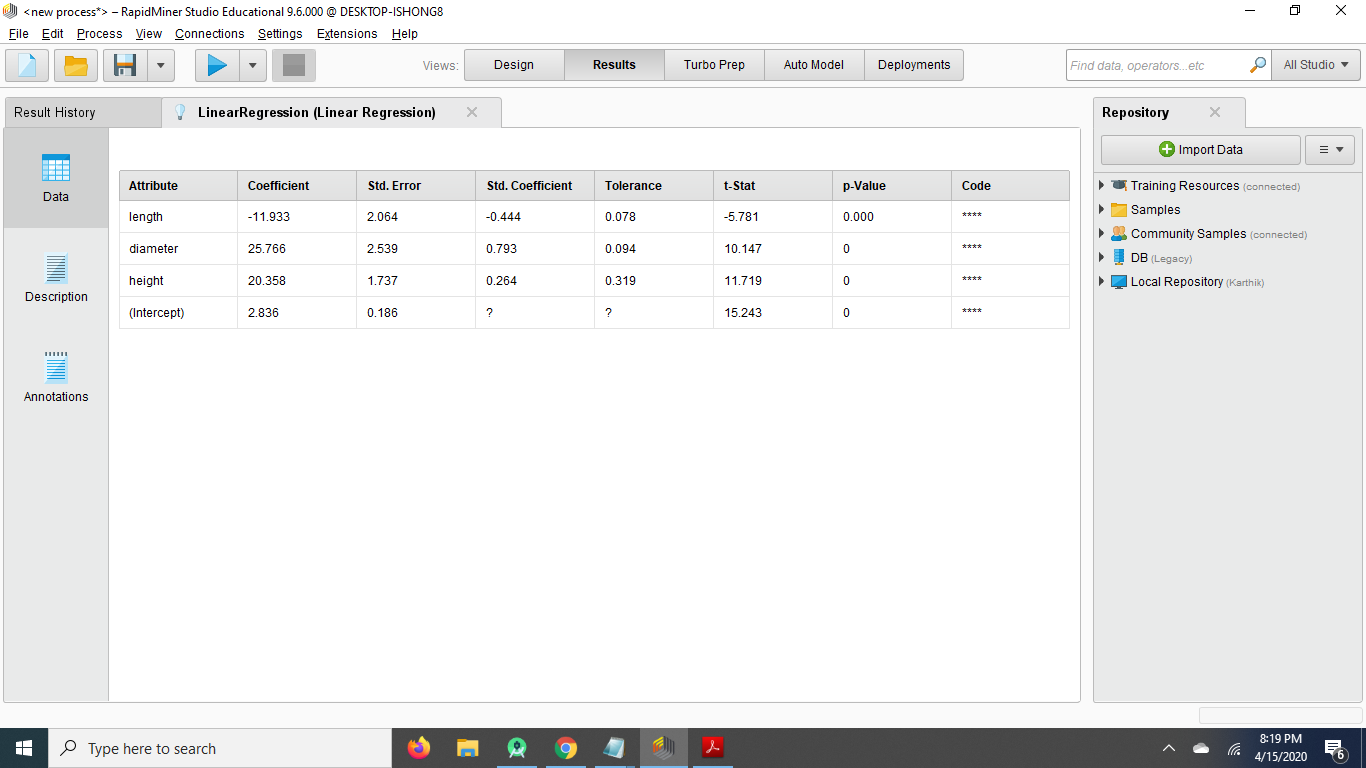 <new process*> – RapidMiner Studio Educational 9.6.000 @ DESKTOP-ISHONG8
File Edit Process View Connections Settings Extensions Help
Views: Design Results Turbo Prep Auto Model Deployments Find data, operators...etc All Studio
Result History LinearRegression (Linear Regression) Repository
Import Data
Data
Description
Annotations
Attribute Coefficient Std. Error Std. Coefficient Tolerance t-Stat p-Value Code
length -11.933 2.064 -0.444 0.078 -5.781 0.000 ****
diameter 25.766 2.539 0.793 0.094 10.147 0 ****
height 20.358 1.737 0.264 0.319 11.719 0 ****
(Intercept) 2.836 0.186 ? ? 15.243 0 ****
Training Resources (connected)
Samples
Community Samples (connected)
DB (Legacy)
Local Repository (Karthik)
Type here to search
8:19 PM
4/15/2020
6